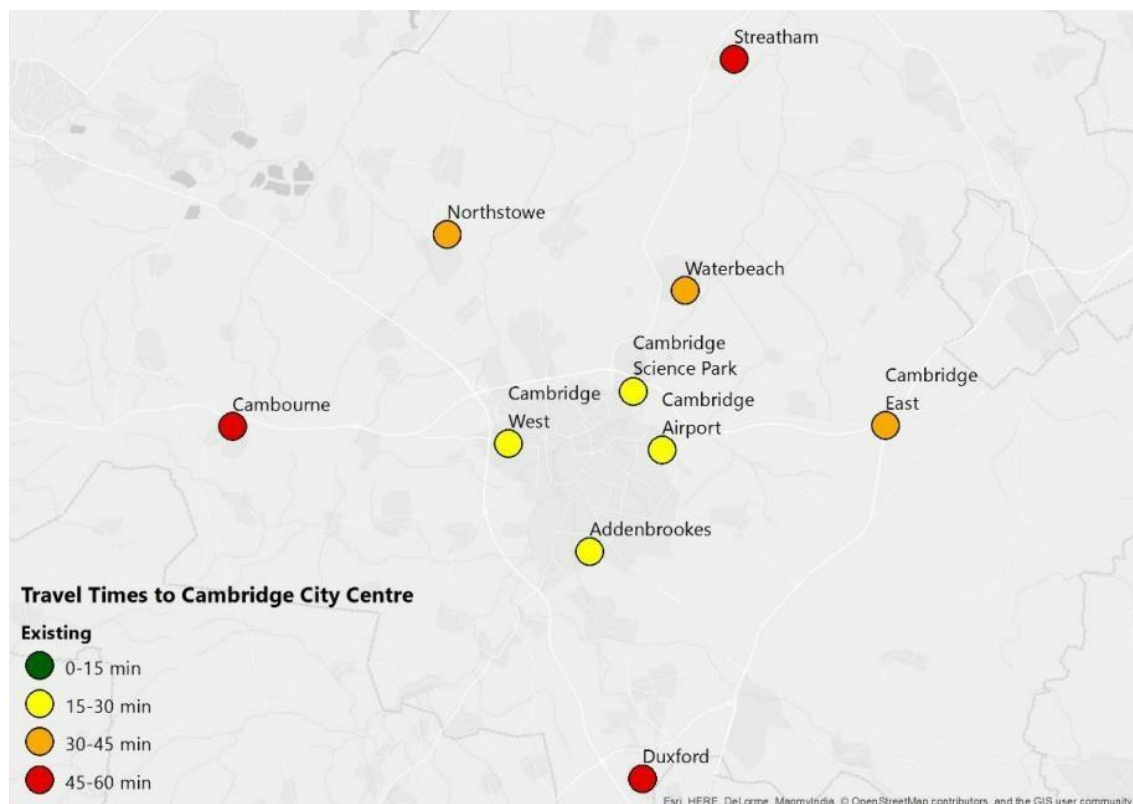 Streatham
Northstowe
Waterbeach
Cambridge
Science Park
Cambridge
West
Cambridge
Airport
Cambridge
East
Cambourne
Addenbrookes
Duxford
Travel Times to Cambridge City Centre
Existing
0-15 min
15-30 min
30-45 min
45-60 min
Esri, HERE, DeLorme, MapmyIndia, © OpenStreetMap contributors, and the GIS user community